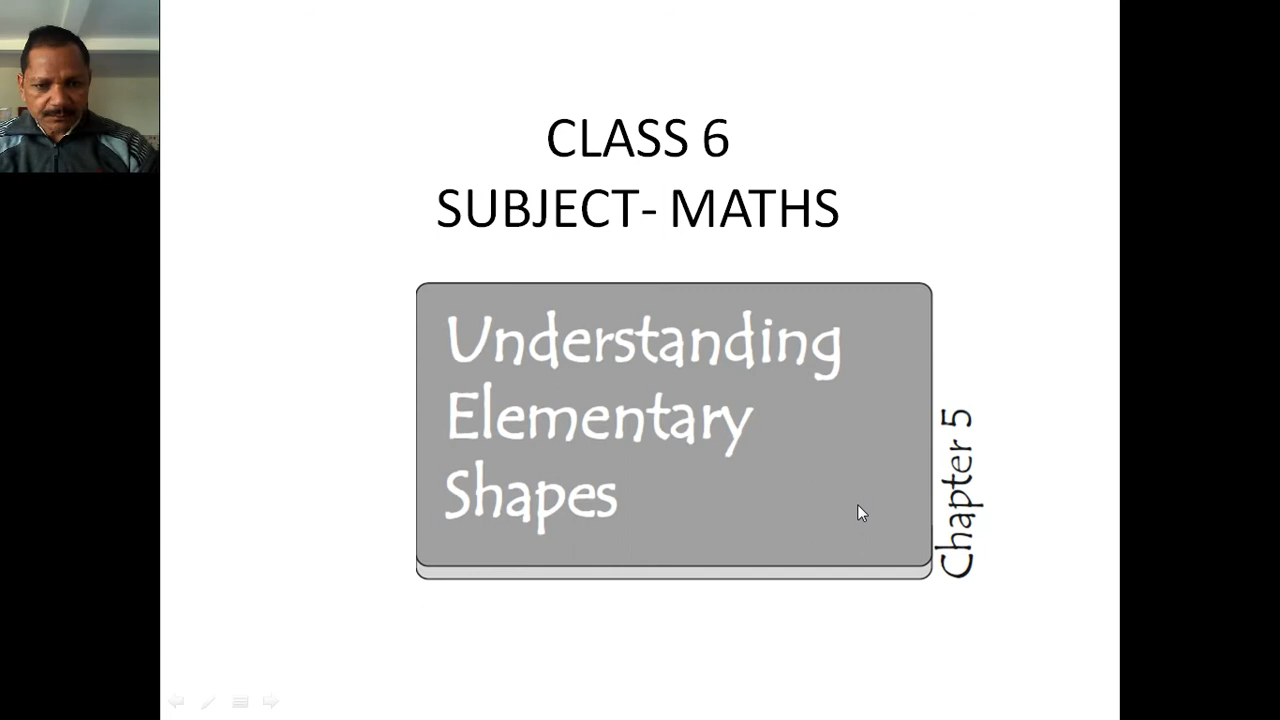 CLASS 6
SUBJECT- MATHS
Understanding
Elementary
Shapes
Chapter 5